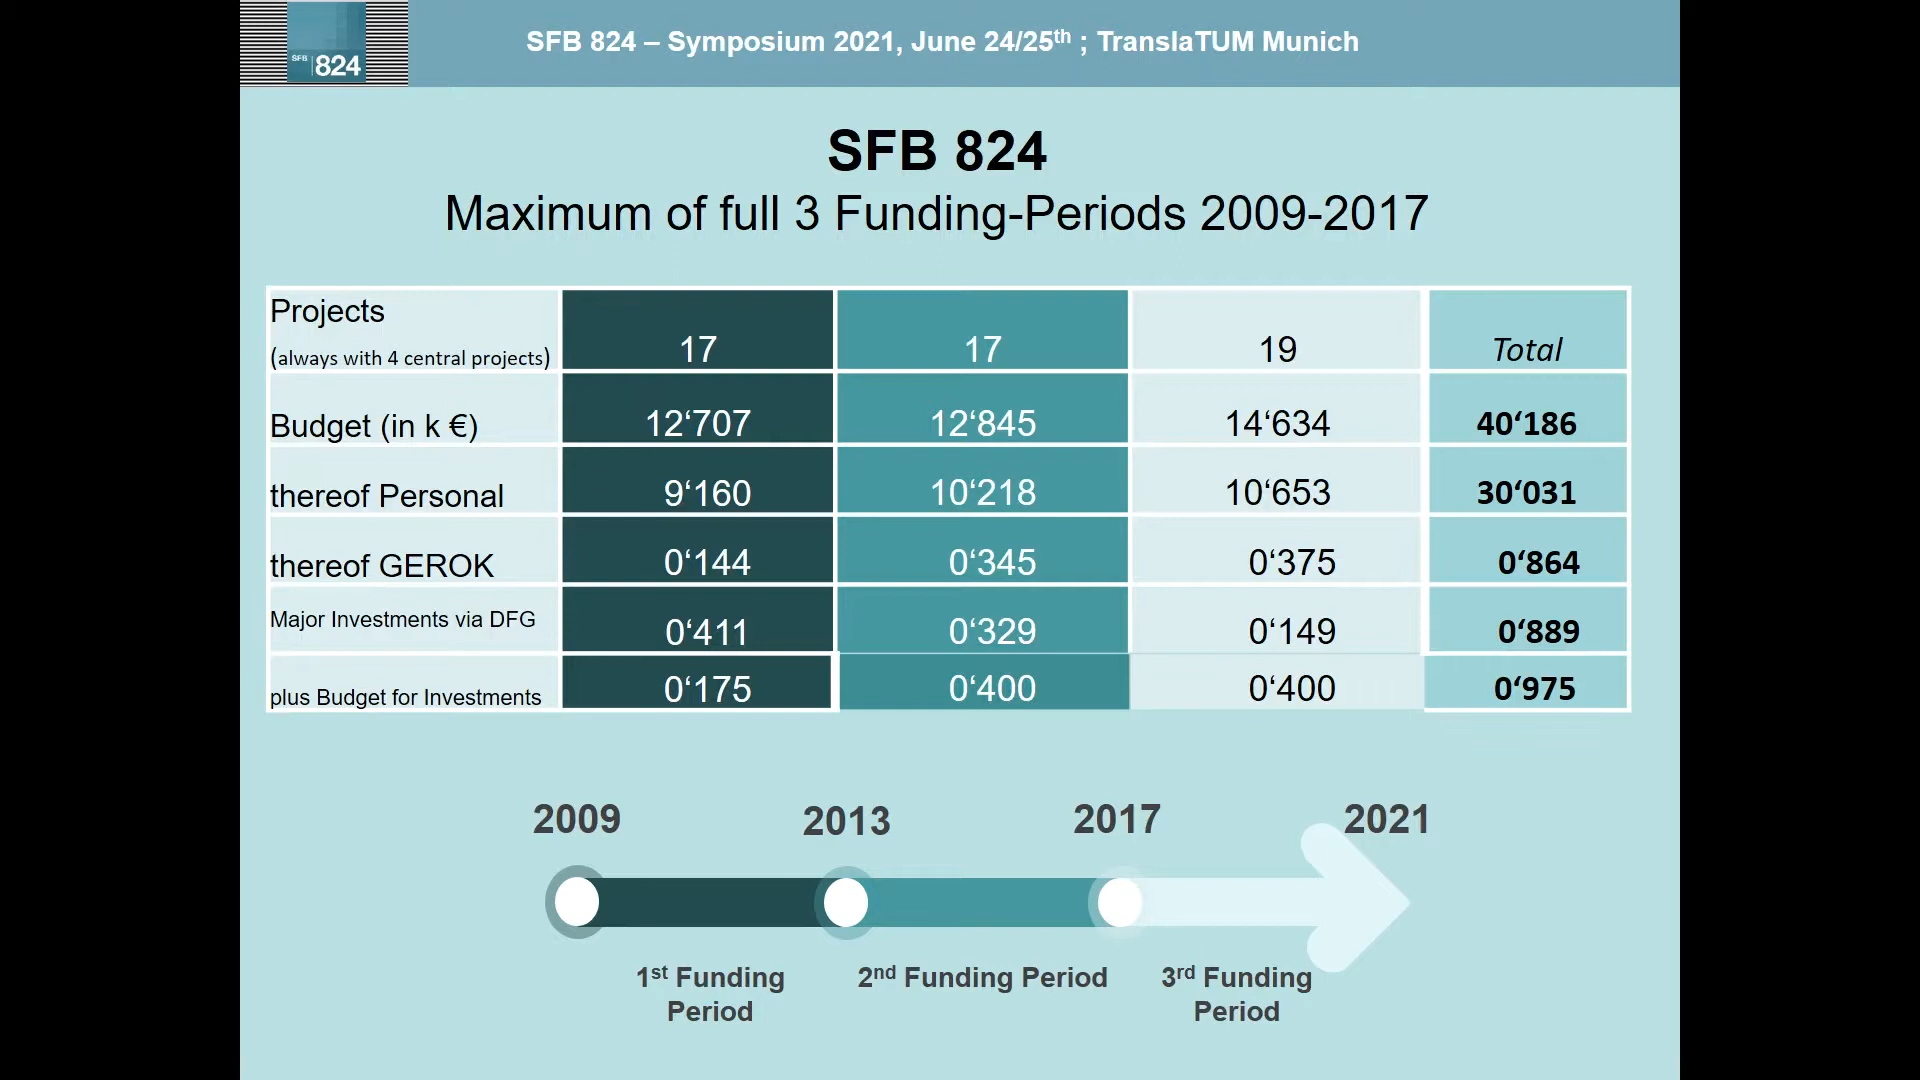 SFB 824
SFB 824 – Symposium 2021, June 24/25th ; TranslaTUM Munich
SFB 824
Maximum of full 3 Funding-Periods 2009-2017
Projects
(always with 4 central projects) 17 17 19 Total
Budget (in k €) 12‘707 12‘845 14‘634 40‘186
thereof Personal 9‘160 10‘218 10‘653 30‘031
thereof GEROK 0‘144 0‘345 0‘375 0‘864
Major Investments via DFG 0‘411 0‘329 0‘149 0‘889
plus Budget for Investments 0‘175 0‘400 0‘400 0‘975
2009 2013 2017 2021
1st Funding Period
2nd Funding Period
3rd Funding Period